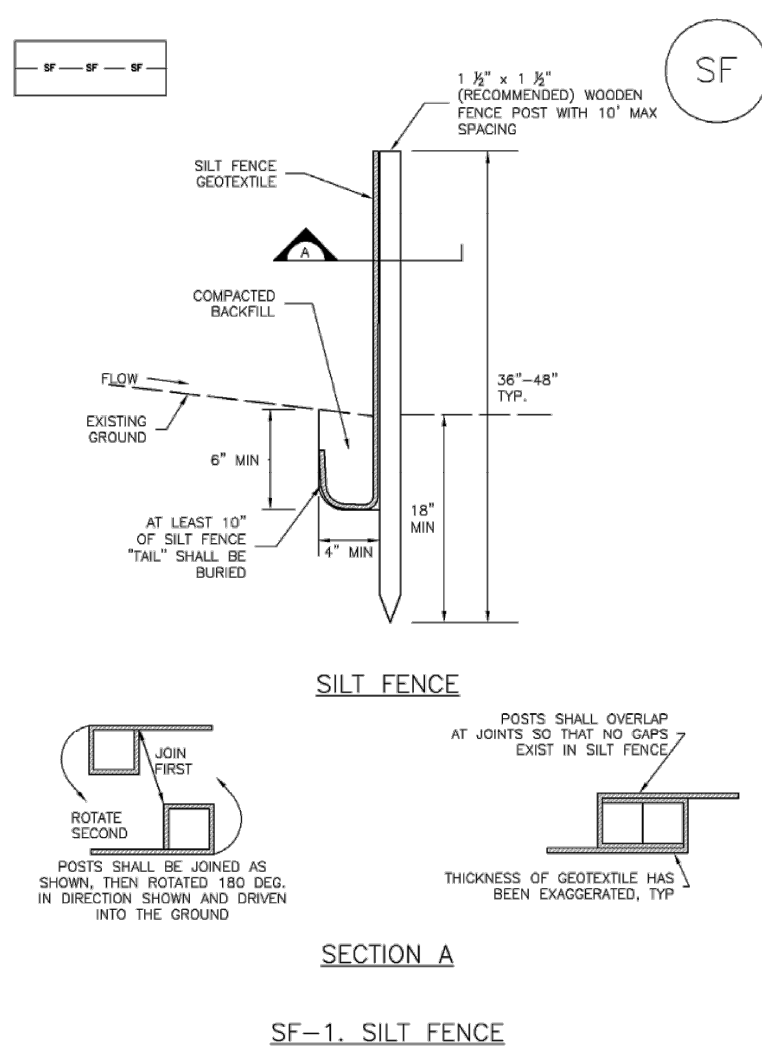 SF SF SF
SF
1 ½" x 1 ½"
(RECOMMENDED) WOODEN
FENCE POST WITH 10' MAX
SPACING
SILT FENCE
GEOTEXTILE
A
COMPACTED
BACKFILL
FLOW
36"–48"
TYP.
EXISTING
GROUND
6" MIN
18"
MIN
AT LEAST 10"
OF SILT FENCE
"TAIL" SHALL BE
BURIED
4" MIN
SILT FENCE
JOIN
FIRST
ROTATE
SECOND
POSTS SHALL BE JOINED AS
SHOWN, THEN ROTATED 180 DEG.
IN DIRECTION SHOWN AND DRIVEN
INTO THE GROUND
POSTS SHALL OVERLAP
AT JOINTS SO THAT NO GAPS
EXIST IN SILT FENCE
THICKNESS OF GEOTEXTILE HAS
BEEN EXAGGERATED, TYP
SECTION A
SF–1. SILT FENCE